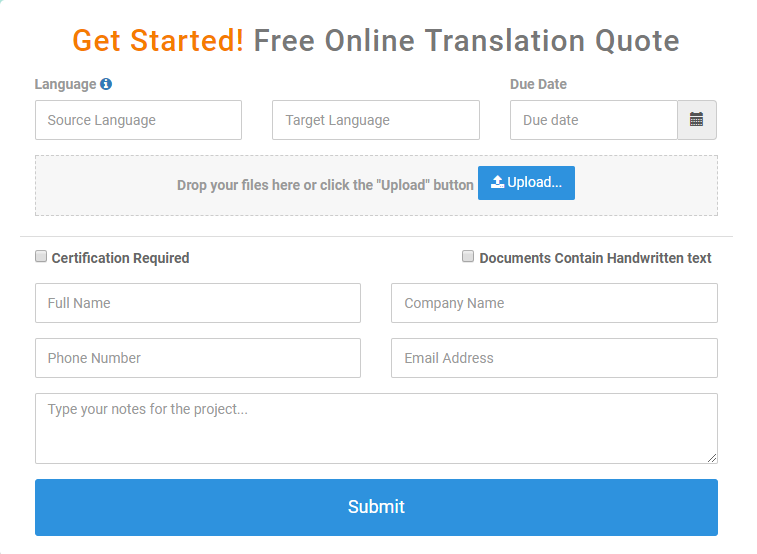 Get Started! Free Online Translation Quote
Language Due Date
Source Language Target Language Due date
Drop your files here or click the "Upload" button Upload...
Certification Required Documents Contain Handwritten text
Full Name Company Name
Phone Number Email Address
Type your notes for the project...
Submit